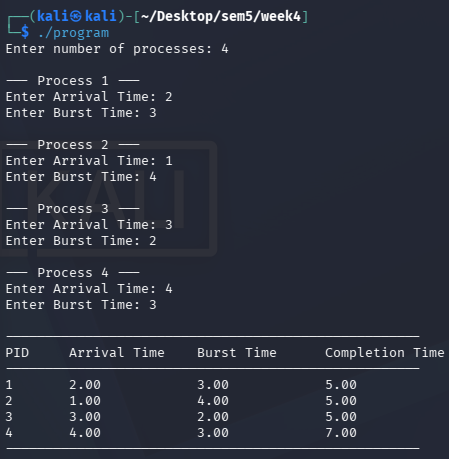 ┌──(kali㉿kali)-[~/Desktop/sem5/week4]
└─$ ./program
Enter number of processes: 4
--- Process 1 ---
Enter Arrival Time: 2
Enter Burst Time: 3
--- Process 2 ---
Enter Arrival Time: 1
Enter Burst Time: 4
--- Process 3 ---
Enter Arrival Time: 3
Enter Burst Time: 2
--- Process 4 ---
Enter Arrival Time: 4
Enter Burst Time: 3
PID Arrival Time Burst Time Completion Time
1 2.00 3.00 5.00
2 1.00 4.00 5.00
3 3.00 2.00 5.00
4 4.00 3.00 7.00
KALI